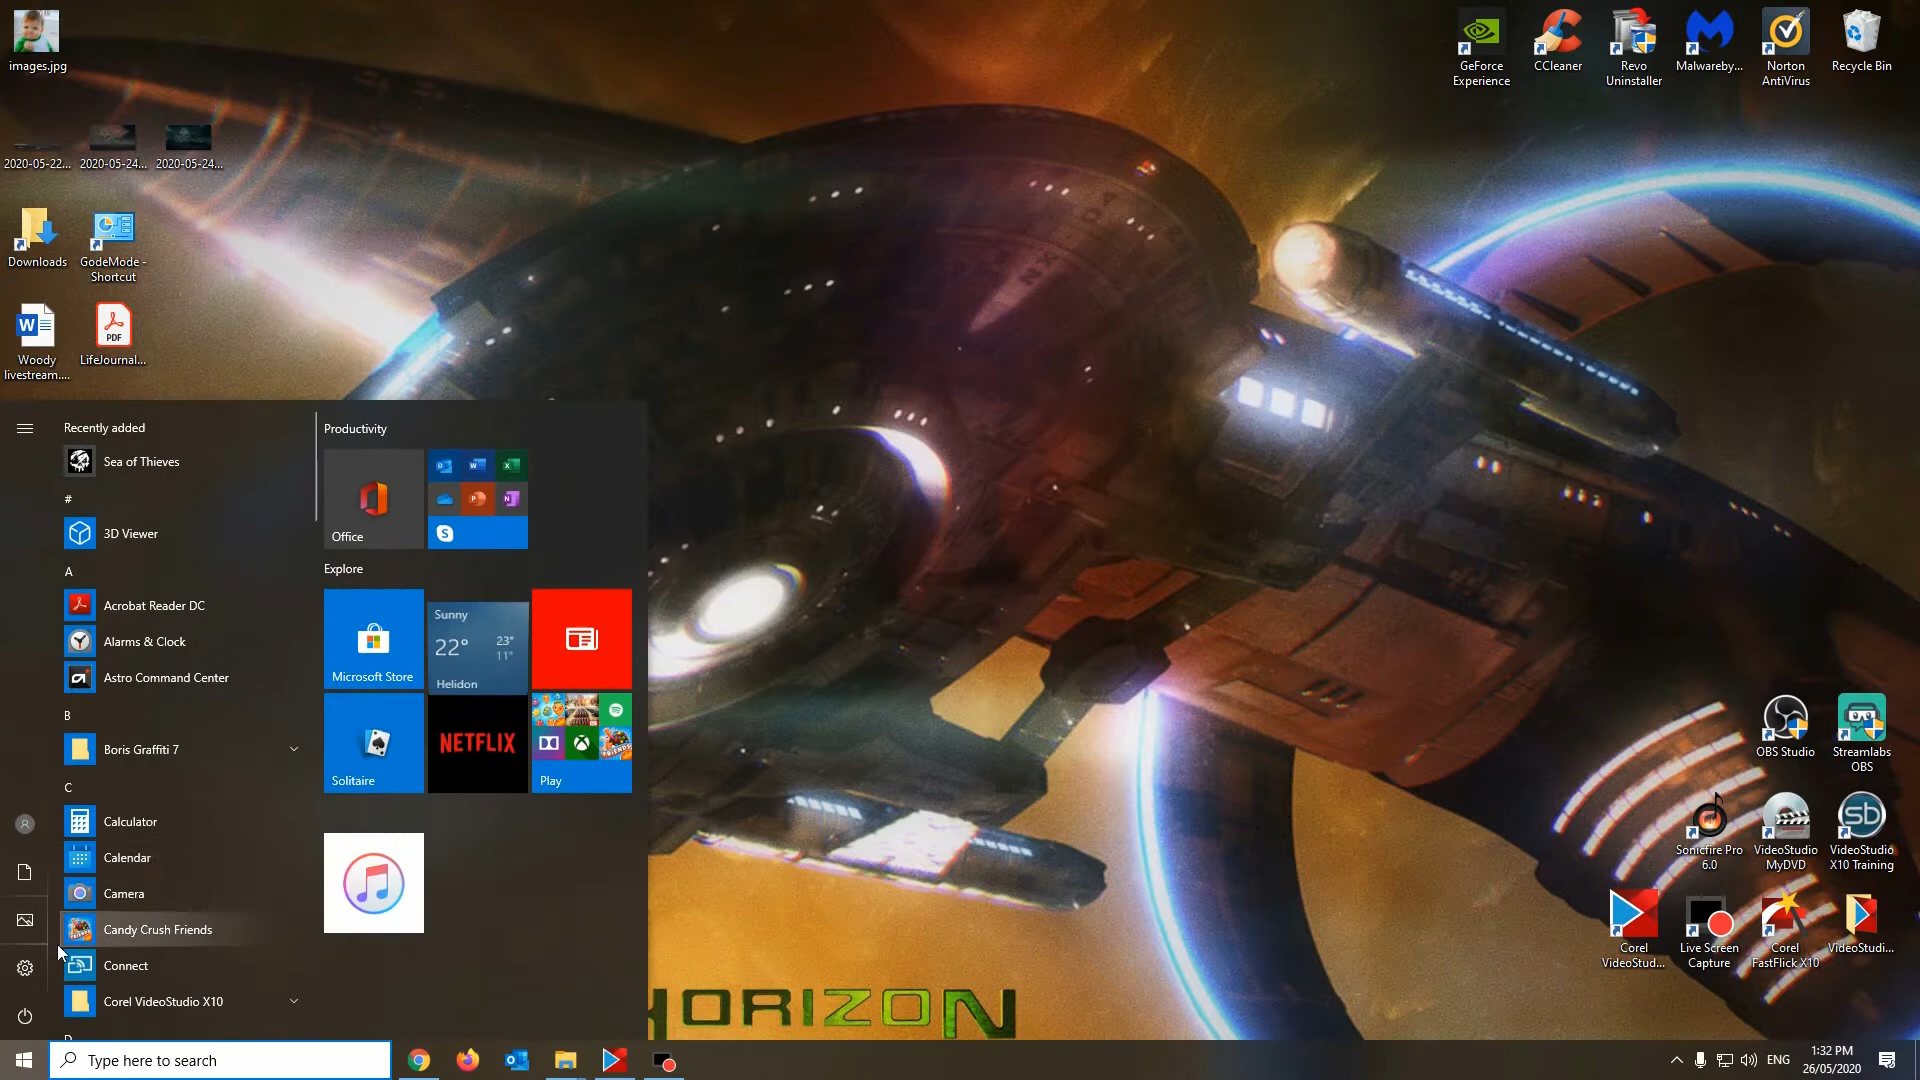 images.jpg
GeForce
Experience
CCleaner
Revo
Uninstaller
Malwareby...
Norton
AntiVirus
Recycle Bin
2020-05-22...
2020-05-24...
2020-05-24...
Downloads
GodeMode -
Shortcut
Woody
livestream....
LifeJournal...
PDF
Recently added
Sea of Thieves
#
3D Viewer
A
Acrobat Reader DC
Alarms & Clock
Astro Command Center
B
Boris Graffiti 7
C
Calculator
Calendar
Camera
Candy Crush Friends
Connect
Corel VideoStudio X10
Productivity
Office
Explore
Microsoft Store
Sunny
22°
23°
11°
Helidon
Solitaire
NETFLIX
Play
OBS Studio
Streamlabs
OBS
Sonicfire Pro
6.0
VideoStudio
MyDVD
VideoStudio
X10 Training
Corel
VideoStud...
Live Screen
Capture
Corel
FastFlick X10
VideoStudi...
HORIZON
Type here to search
ENG
1:32 PM
26/05/2020